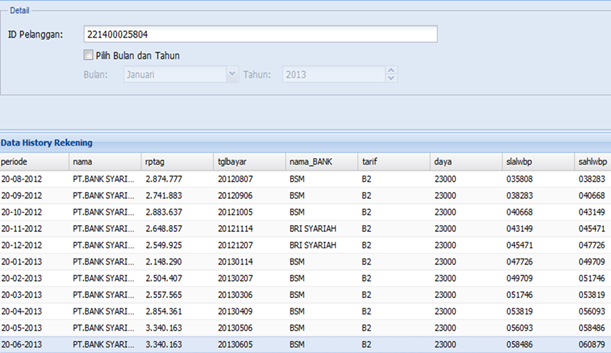 Detail
ID Pelanggan: 221400025804
Pilih Bulan dan Tahun
Bulan: Januari Tahun: 2013
Data History Rekening
periode nama rptag tglbayar nama_BANK tarif daya slalwbp sahlwbp
20-08-2012 PT.BANK SYARI... 2.874.777 20120807 BSM B2 23000 035808 038283
20-09-2012 PT.BANK SYARI... 2.741.883 20120906 BSM B2 23000 038283 040668
20-10-2012 PT.BANK SYARI... 2.883.637 20121005 BSM B2 23000 040668 043149
20-11-2012 PT.BANK SYARI... 2.648.857 20121114 BRI SYARIAH B2 23000 043149 045471
20-12-2012 PT.BANK SYARI... 2.549.925 20121207 BRI SYARIAH B2 23000 045471 047726
20-01-2013 PT.BANK SYARI... 2.148.290 20130114 BSM B2 23000 047726 049709
20-02-2013 PT.BANK SYARI... 2.504.407 20130207 BSM B2 23000 049709 051746
20-03-2013 PT.BANK SYARI... 2.557.565 20130306 BSM B2 23000 051746 053819
20-04-2013 PT.BANK SYARI... 2.854.361 20130409 BSM B2 23000 053819 056093
20-05-2013 PT.BANK SYARI... 3.340.163 20130506 BSM B2 23000 056093 058486
20-06-2013 PT.BANK SYARI... 3.340.163 20130605 BSM B2 23000 058486 060879